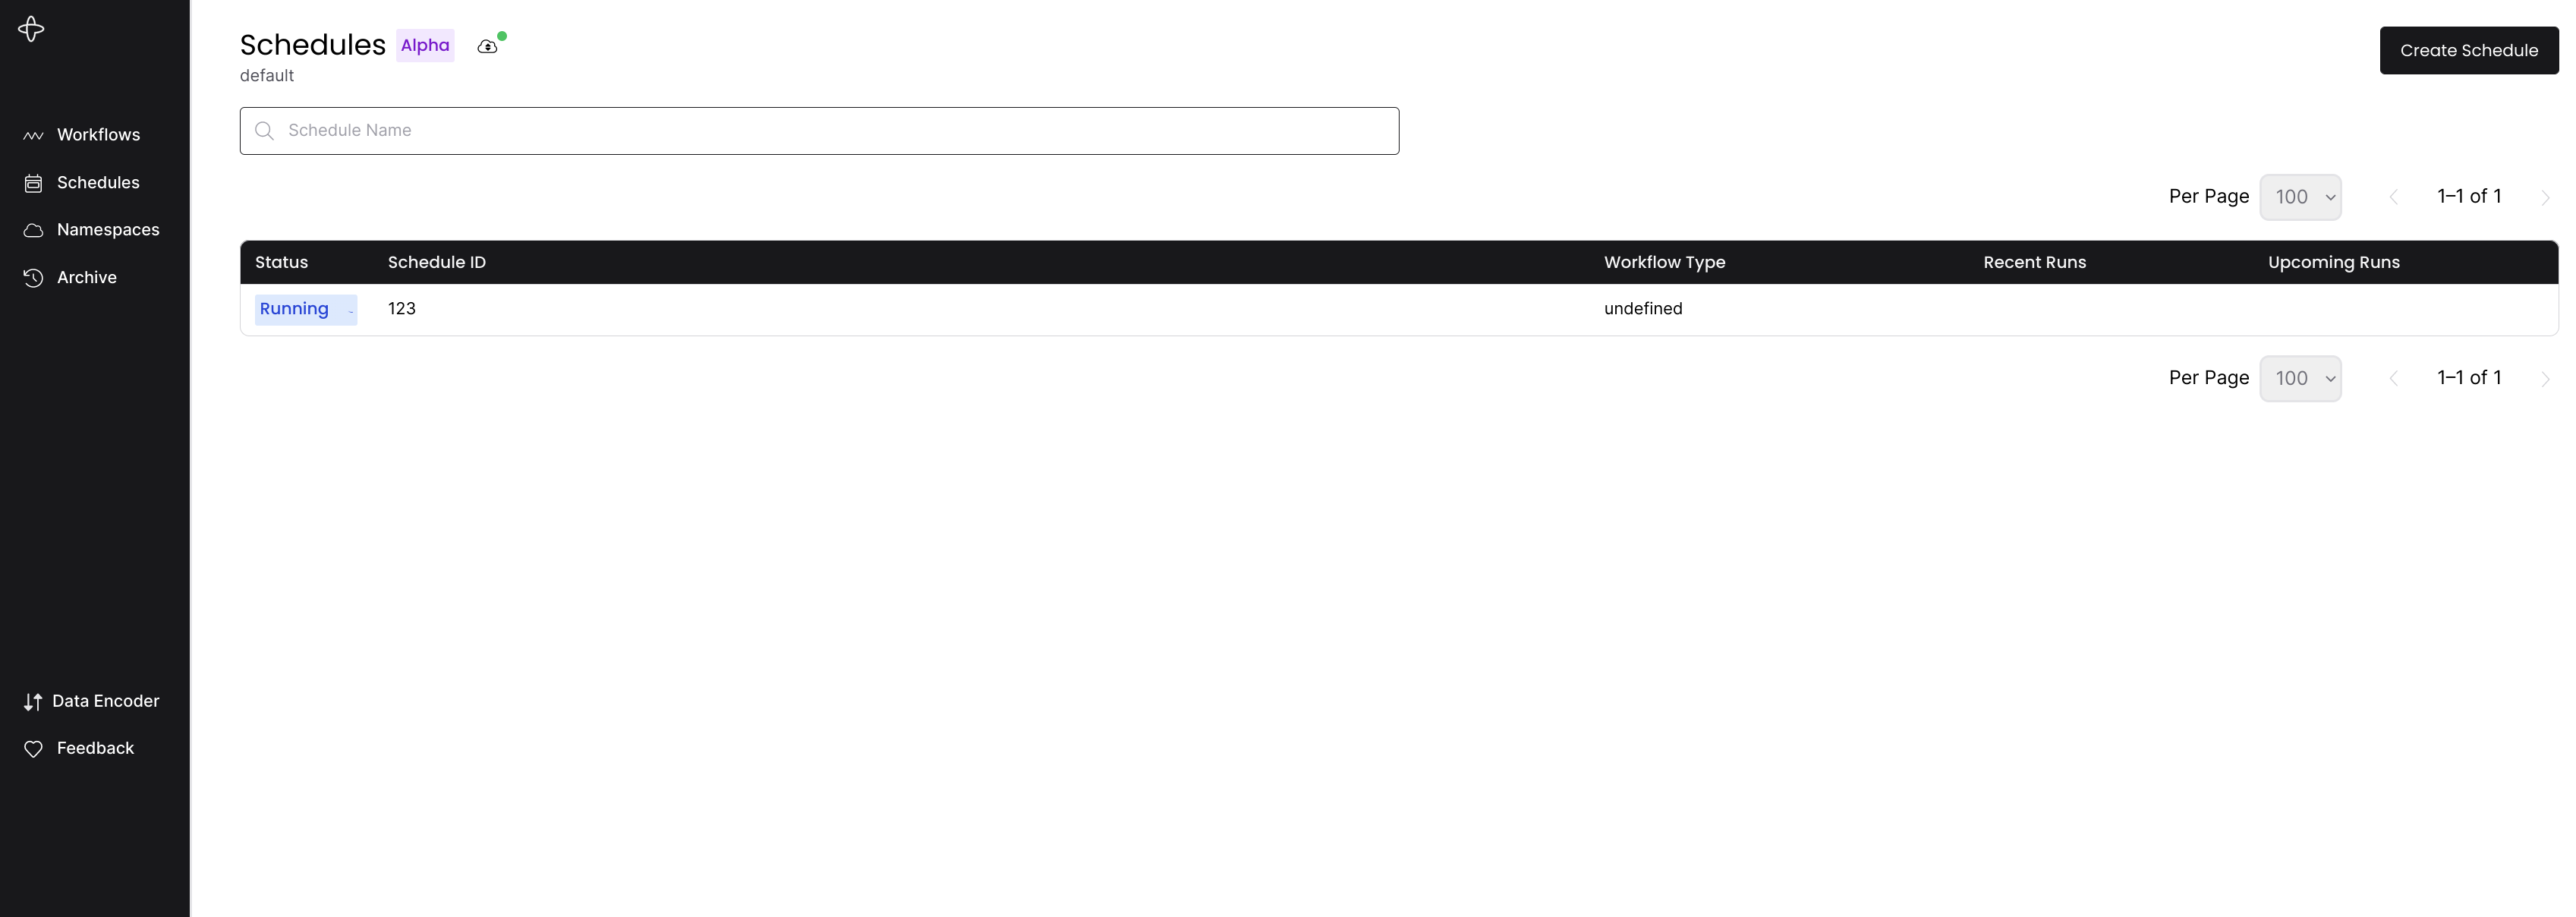 Schedules Alpha
default
Create Schedule
Workflows
Schedules
Namespaces
Archive
Data Encoder
Feedback
Schedule Name
Per Page 100 1–1 of 1
Status Schedule ID Workflow Type Recent Runs Upcoming Runs
Running 123 undefined
Per Page 100 1–1 of 1